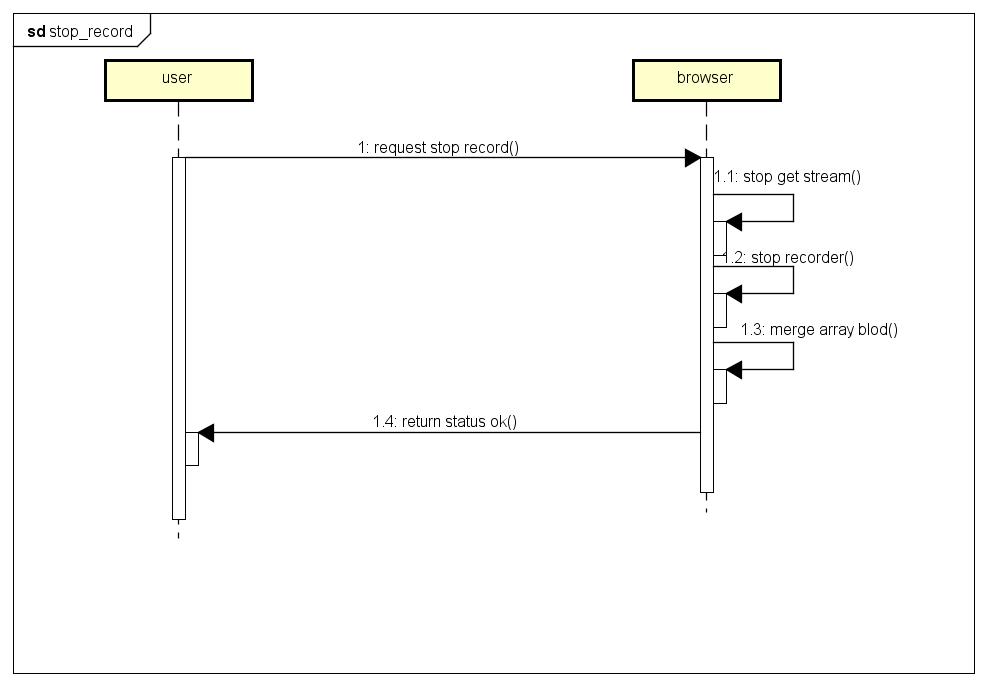 sd stop_record
user
browser
1: request stop record()
1.1: stop get stream()
1.2: stop recorder()
1.3: merge array blod()
1.4: return status ok()